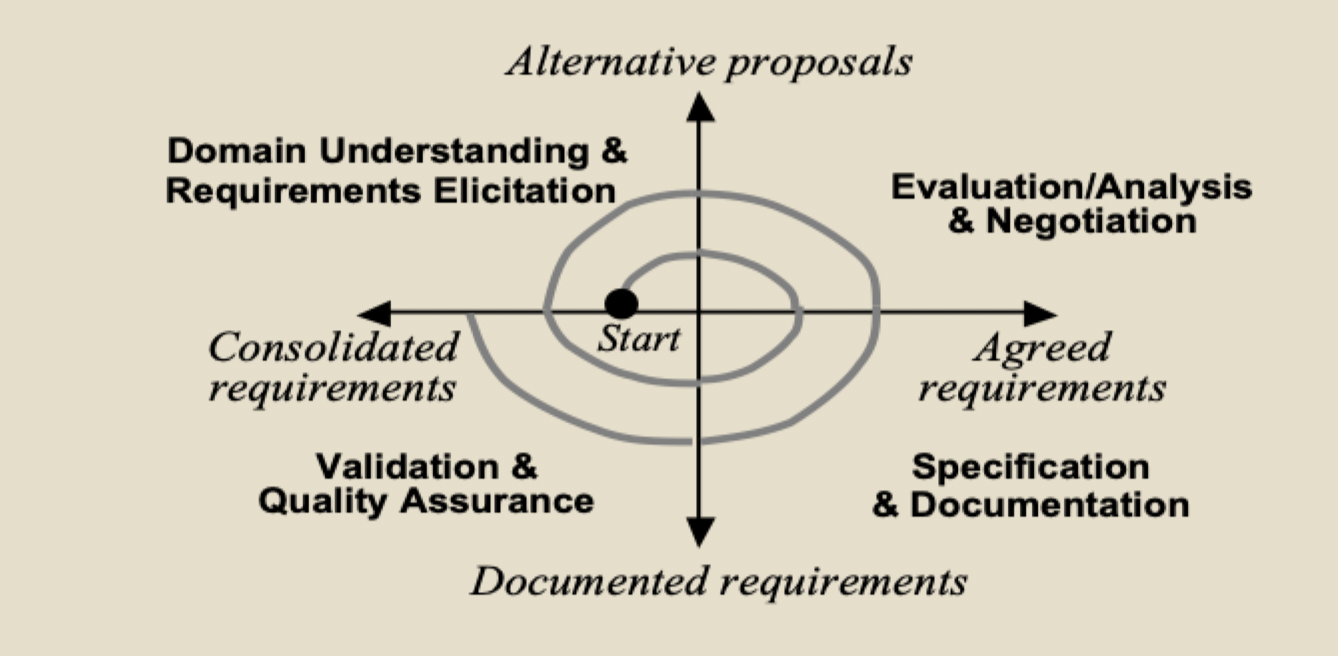 Alternative proposals
Domain Understanding &
Requirements Elicitation
Evaluation/Analysis
& Negotiation
Start
Consolidated
requirements
Agreed
requirements
Validation &
Quality Assurance
Specification
& Documentation
Documented requirements